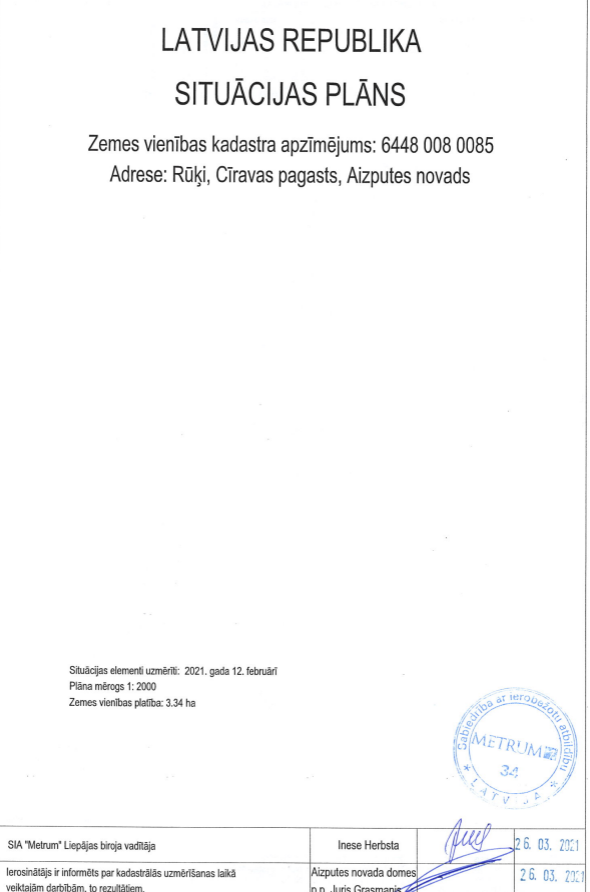 LATVIJAS REPUBLIKA
SITUĀCIJAS PLĀNS
Zemes vienības kadastra apzīmējums: 6448 008 0085
Adrese: Rūķi, Cīravas pagasts, Aizputes novads
Situācijas elementi uzmērīti: 2021. gada 12. februārī
Plāna mērogs 1: 2000
Zemes vienības platība: 3.34 ha
Sabiedrība ar ierobežotu atbildību
METRUM
34
* LATVIJA *
SIA "Metrum" Liepājas biroja vadītāja
Inese Herbsta
26. 03. 2021
Ierosinātājs ir informēts par kadastrālās uzmērīšanas laikā
veiktajām darbībām, to rezultātiem.
Aizputes novada domes
p.p. Juris Grasmanis
26. 03. 2021